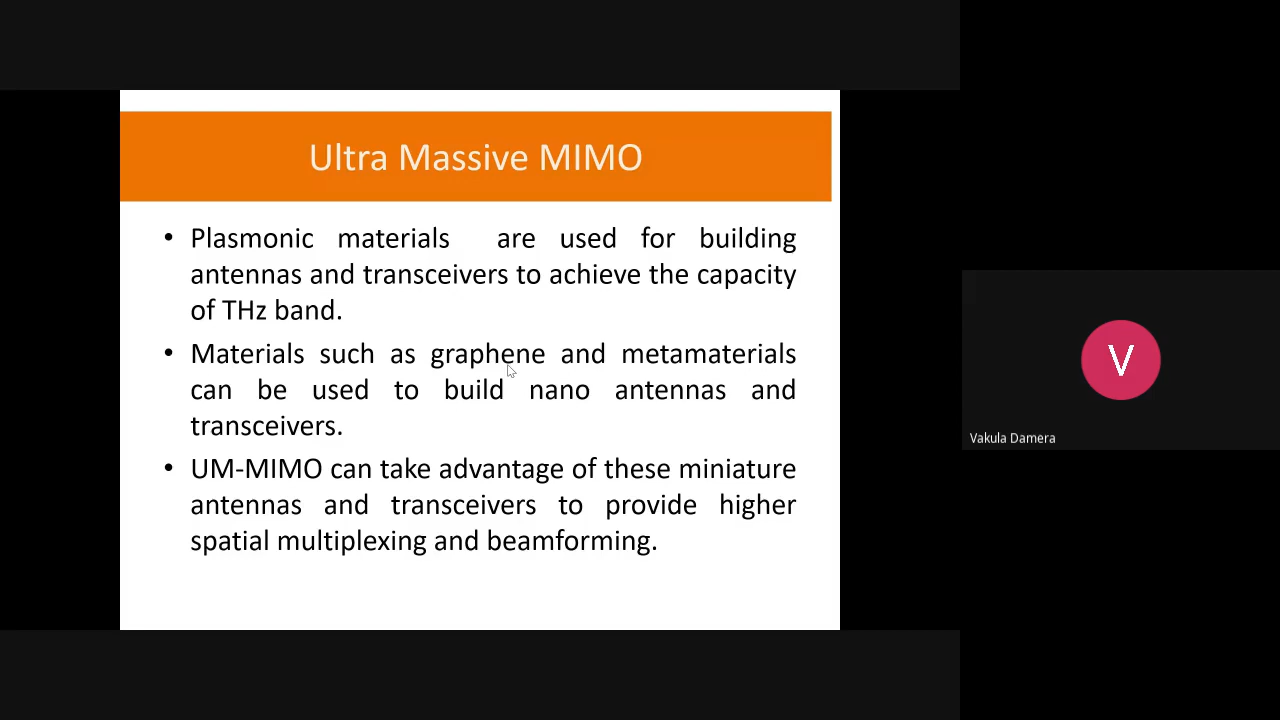 Ultra Massive MIMO
• Plasmonic materials are used for building
antennas and transceivers to achieve the capacity
of THz band.
• Materials such as graphene and metamaterials
can be used to build nano antennas and
transceivers.
• UM-MIMO can take advantage of these miniature
antennas and transceivers to provide higher
spatial multiplexing and beamforming.
V
Vakula Damera